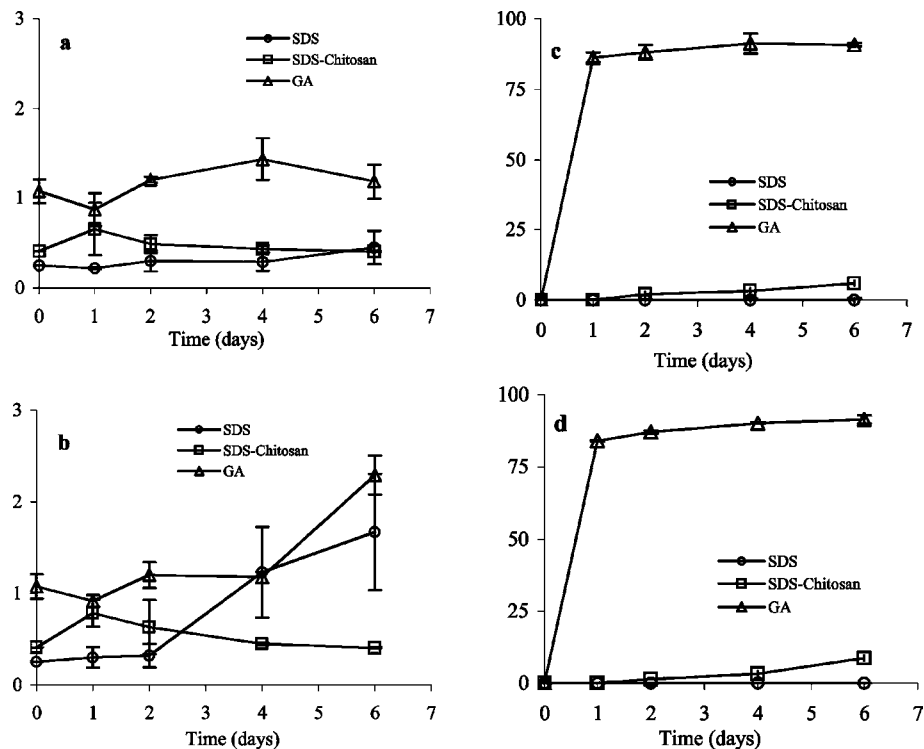 3
a
SDS
SDS-Chitosan
GA
2
1
0
0 1 2 3 4 5 6 7
Time (days)
100
c
75
50
SDS
SDS-Chitosan
GA
25
0
0 1 2 3 4 5 6 7
Time (days)
3
b
SDS
SDS-Chitosan
GA
2
1
0
0 1 2 3 4 5 6 7
Time (days)
100
d
75
50
SDS
SDS-Chitosan
GA
25
0
0 1 2 3 4 5 6 7
Time (days)